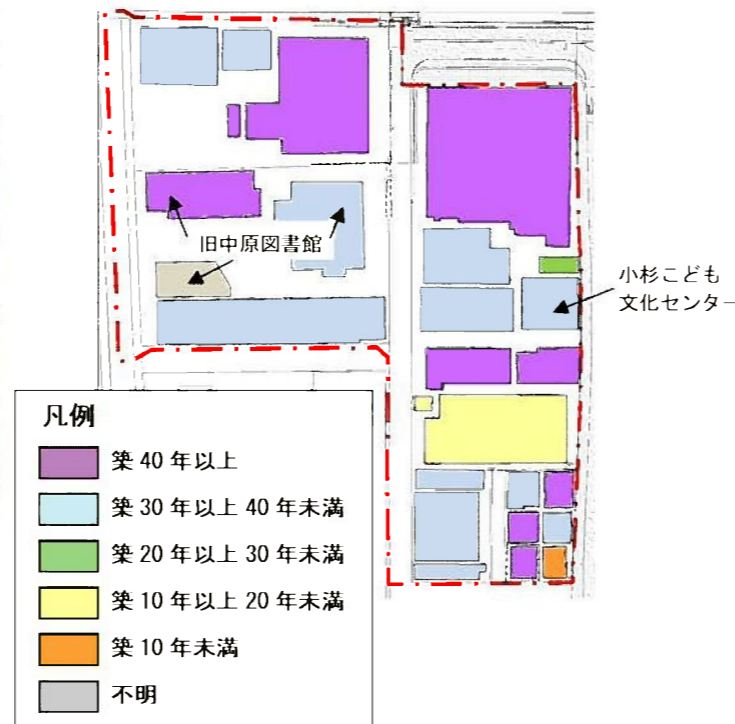 旧中原図書館
小杉こども
文化センター
凡例
築 40 年以上
築 30 年以上 40 年未満
築 20 年以上 30 年未満
築 10 年以上 20 年未満
築 10 年未満
不明